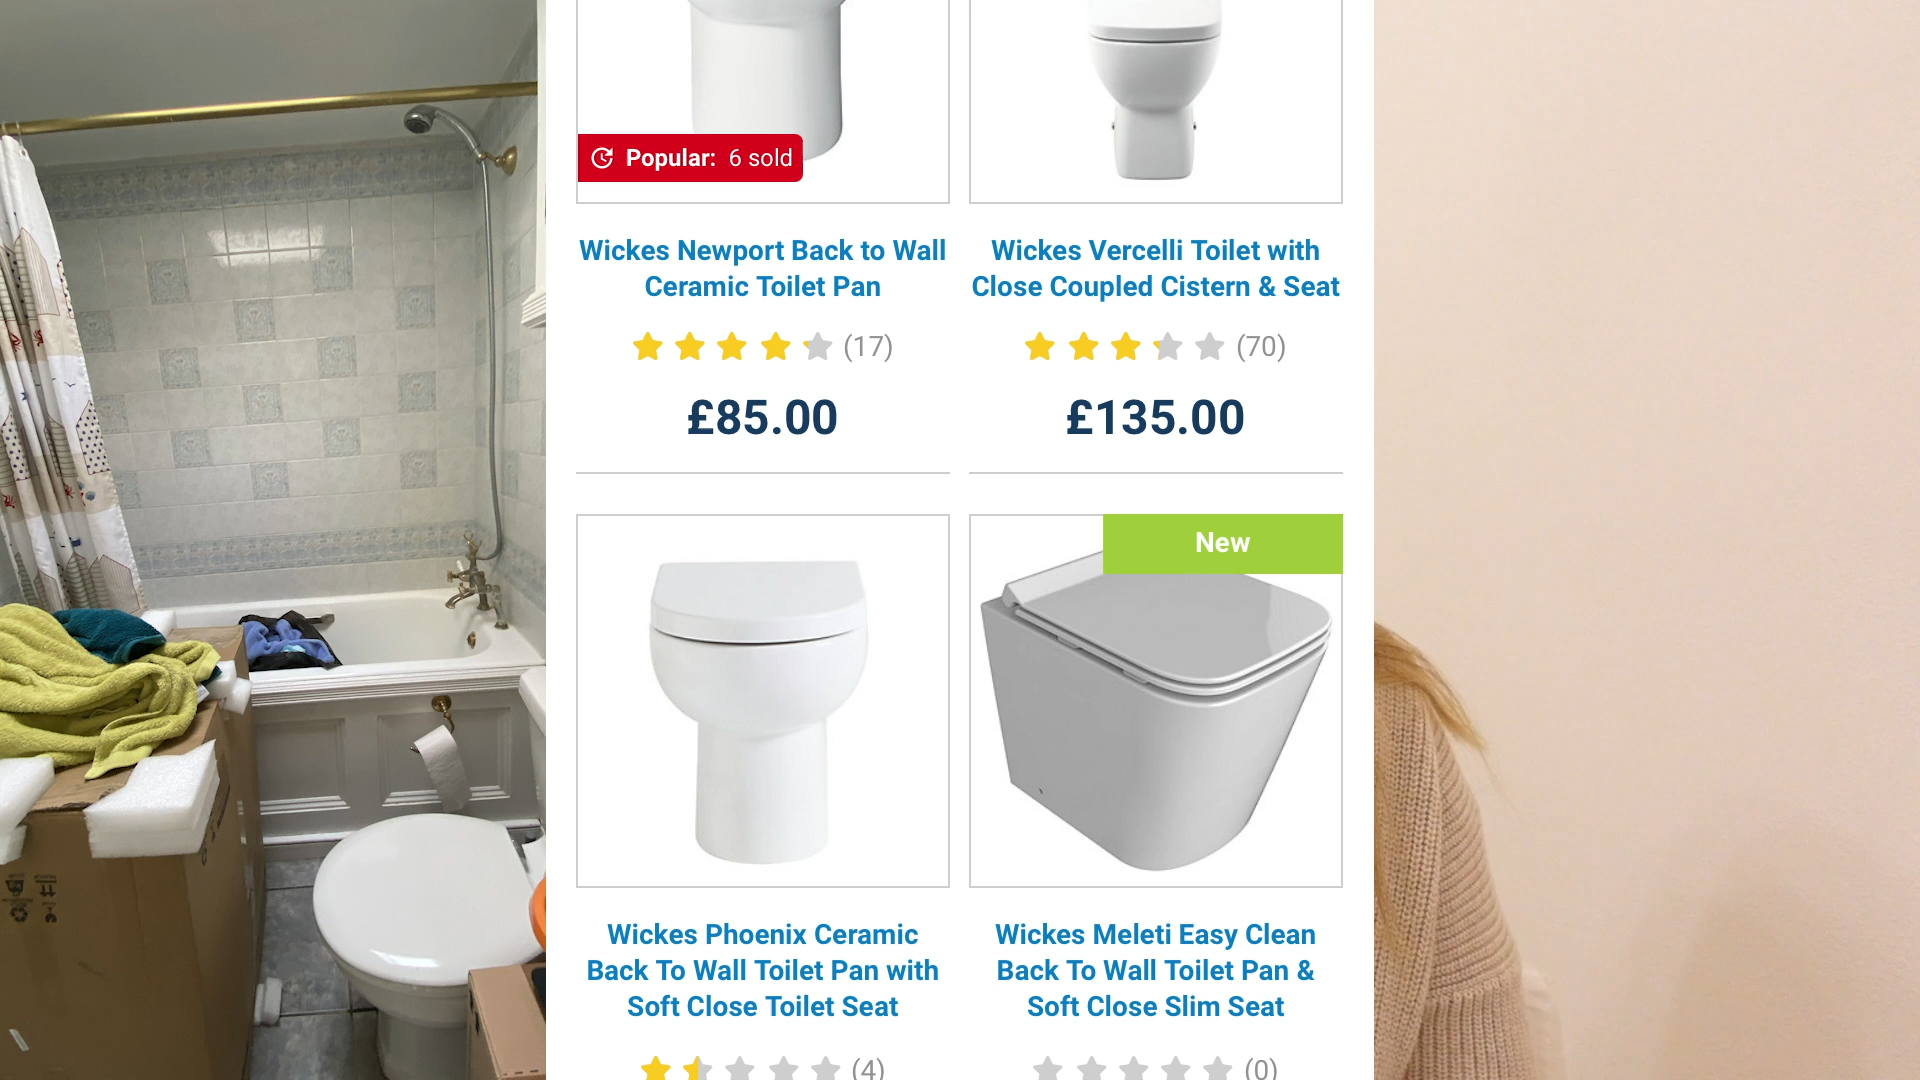 Popular: 6 sold
Wickes Newport Back to Wall
Ceramic Toilet Pan
(17)
£85.00
Wickes Vercelli Toilet with
Close Coupled Cistern & Seat
(70)
£135.00
New
Wickes Phoenix Ceramic
Back To Wall Toilet Pan with
Soft Close Toilet Seat
(4)
Wickes Meleti Easy Clean
Back To Wall Toilet Pan &
Soft Close Slim Seat
(0)